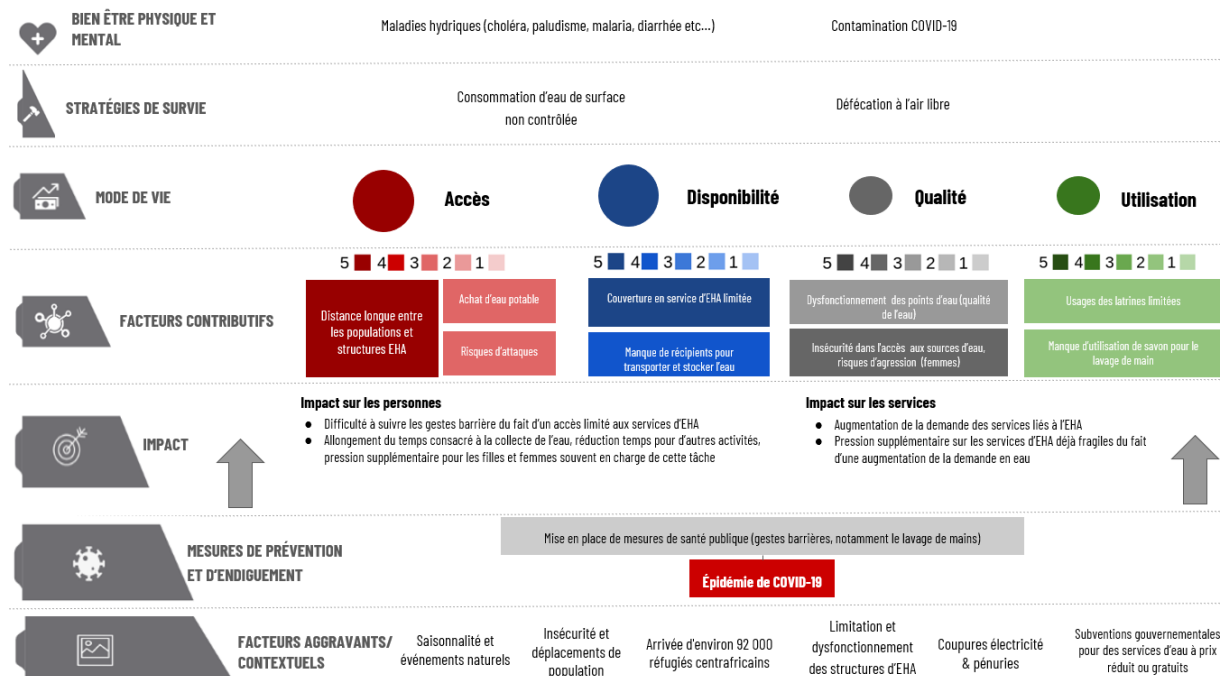 BIEN ÊTRE PHYSIQUE ET
MENTAL
Maladies hydriques (choléra, paludisme, malaria, diarrhée etc...)
Contamination COVID-19
STRATÉGIES DE SURVIE
Consommation d'eau de surface
non contrôlée
Défécation à l'air libre
MODE DE VIE
Accès
Disponibilité
Qualité
Utilisation
5 4 3 2 1
5 4 3 2 1
5 4 3 2 1
5 4 3 2 1
FACTEURS CONTRIBUTIFS
Distance longue entre
les populations et
structures EHA
Achat d'eau potable
Risques d'attaques
Couverture en service d'EHA limitée
Manque de récipients pour
transporter et stocker l'eau
Dysfonctionnement des points d'eau (qualité
de l'eau)
Insécurité dans l'accès aux sources d'eau,
risques d'agression (femmes)
Usages des latrines limitées
Manque d'utilisation de savon pour le
lavage de main
IMPACT
Impact sur les personnes
● Difficulté à suivre les gestes barrière du fait d'un accès limité aux services d'EHA
● Allongement du temps consacré à la collecte de l'eau, réduction temps pour d'autres activités,
pression supplémentaire pour les filles et femmes souvent en charge de cette tâche
Impact sur les services
● Augmentation de la demande des services liés à l'EHA
● Pression supplémentaire sur les services d'EHA déjà fragiles du fait
d'une augmentation de la demande en eau
MESURES DE PRÉVENTION
ET D'ENDIGUEMENT
Mise en place de mesures de santé publique (gestes barrières, notamment le lavage de mains)
Épidémie de COVID-19
FACTEURS AGGRAVANTS/
CONTEXTUELS
Saisonnalité et
événements naturels
Insécurité et
déplacements de
population
Arrivée d'environ 92 000
réfugiés centrafricains
Limitation et
dysfonctionnement
des structures d'EHA
Coupures électricité
& pénuries
Subventions gouvernementales
pour des services d'eau à prix
réduit ou gratuits